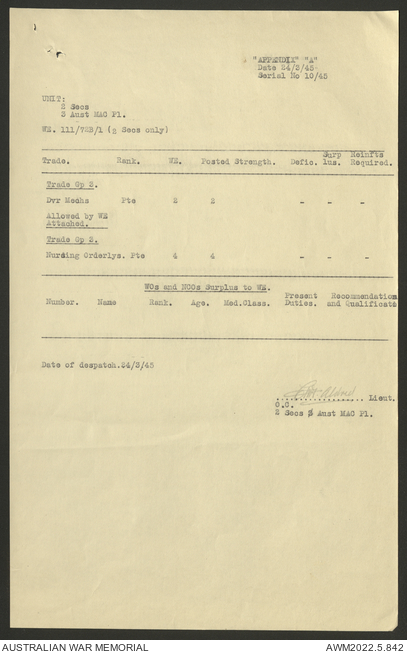 "APPENDIX" "A"
Date 24/3/45
Serial No 10/45
UNIT:
2 Secs
3 Aust MAC Pl.
WE. 111/72B/1 (2 Secs only)
Trade. Rank. WE. Posted Strength. Defic. Surp lus. Reinfts Required.
Trade Gp 3.
Dvr Mechs Pte 2 2 - - -
Allowed by WE
Attached.
Trade Gp 2.
Nursing Orderlys. Pte 4 4 - - -
WOs and NCOs Surplus to WE.
Number. Name Rank. Age. Med.Class. Present Duties. Recommendation and Qualificats
Date of despatch.24/3/45
.................... Lieut.
O.C.
2 Secs 3 Aust MAC Pl.
AUSTRALIAN WAR MEMORIAL
AWM2022.5.842